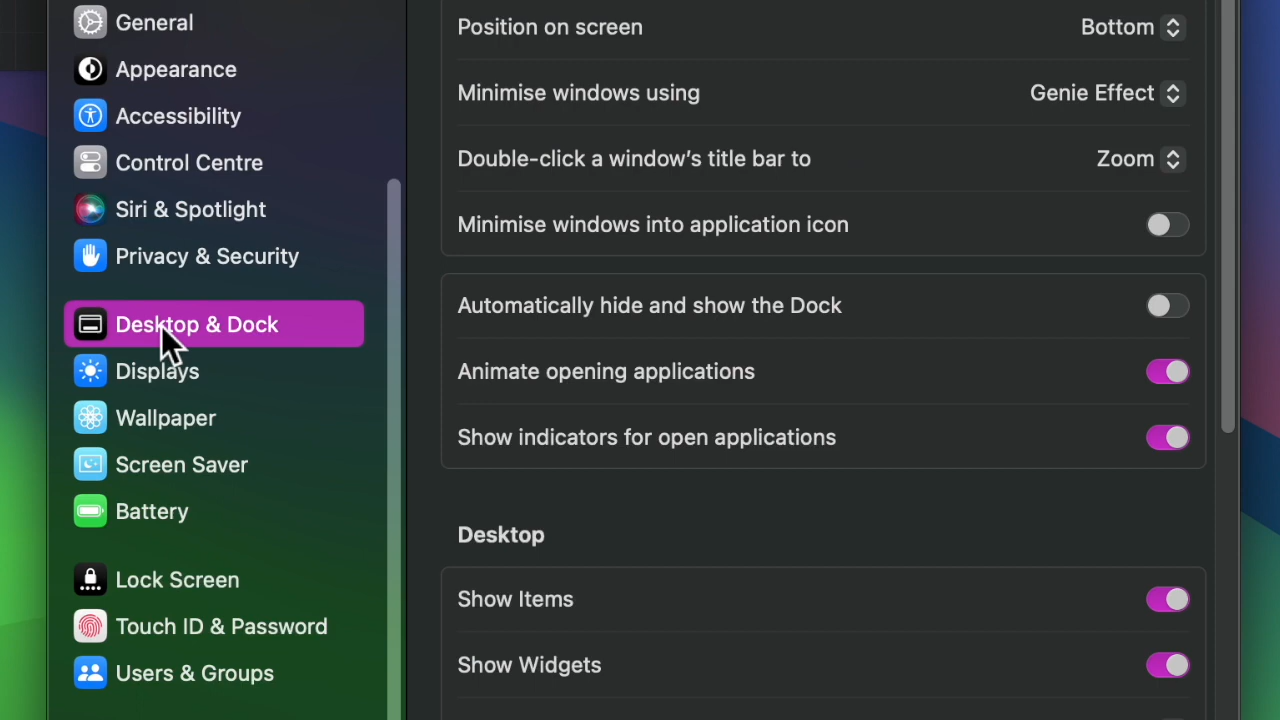 General
Appearance
Accessibility
Control Centre
Siri & Spotlight
Privacy & Security
Desktop & Dock
Displays
Wallpaper
Screen Saver
Battery
Lock Screen
Touch ID & Password
Users & Groups
Position on screen Bottom
Minimise windows using Genie Effect
Double-click a window's title bar to Zoom
Minimise windows into application icon
Automatically hide and show the Dock
Animate opening applications
Show indicators for open applications
Desktop
Show Items
Show Widgets